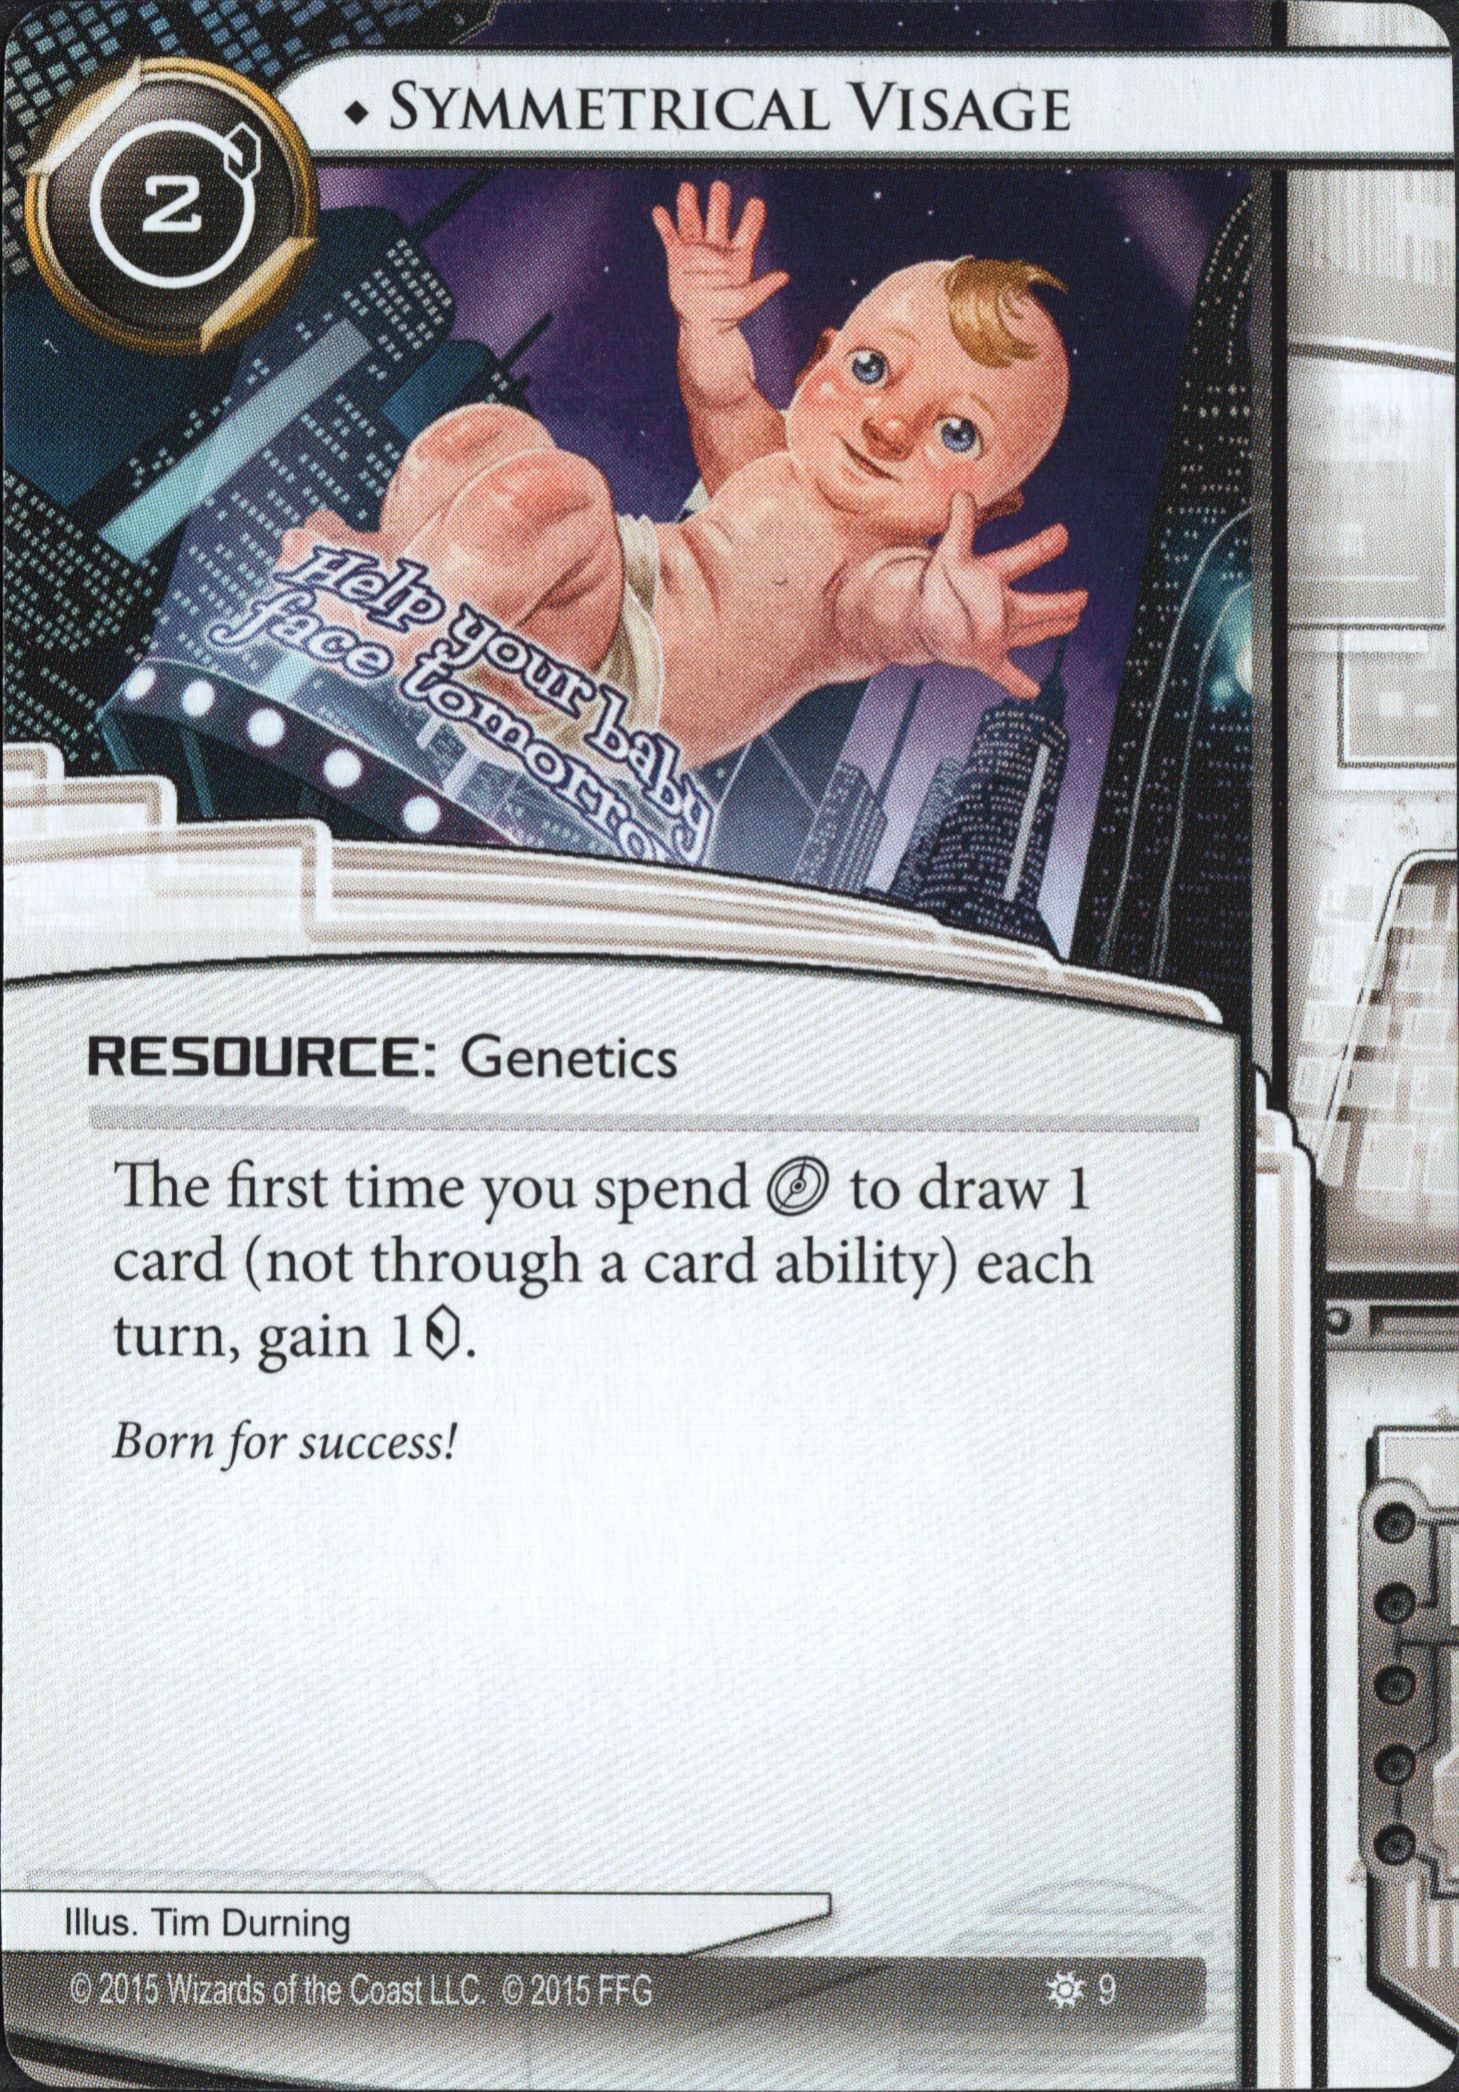 2
◆ SYMMETRICAL VISAGE
Help your baby
face tomorrow
RESOURCE: Genetics
The first time you spend to draw 1
card (not through a card ability) each
turn, gain 1.
Born for success!
Illus. Tim Durning
© 2015 Wizards of the Coast LLC. © 2015 FFG
9